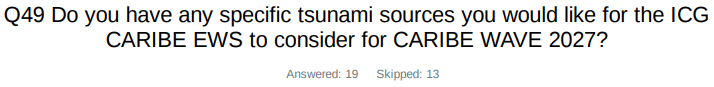 Q49 Do you have any specific tsunami sources you would like for the ICG
CARIBE EWS to consider for CARIBE WAVE 2027?
Answered: 19 Skipped: 13